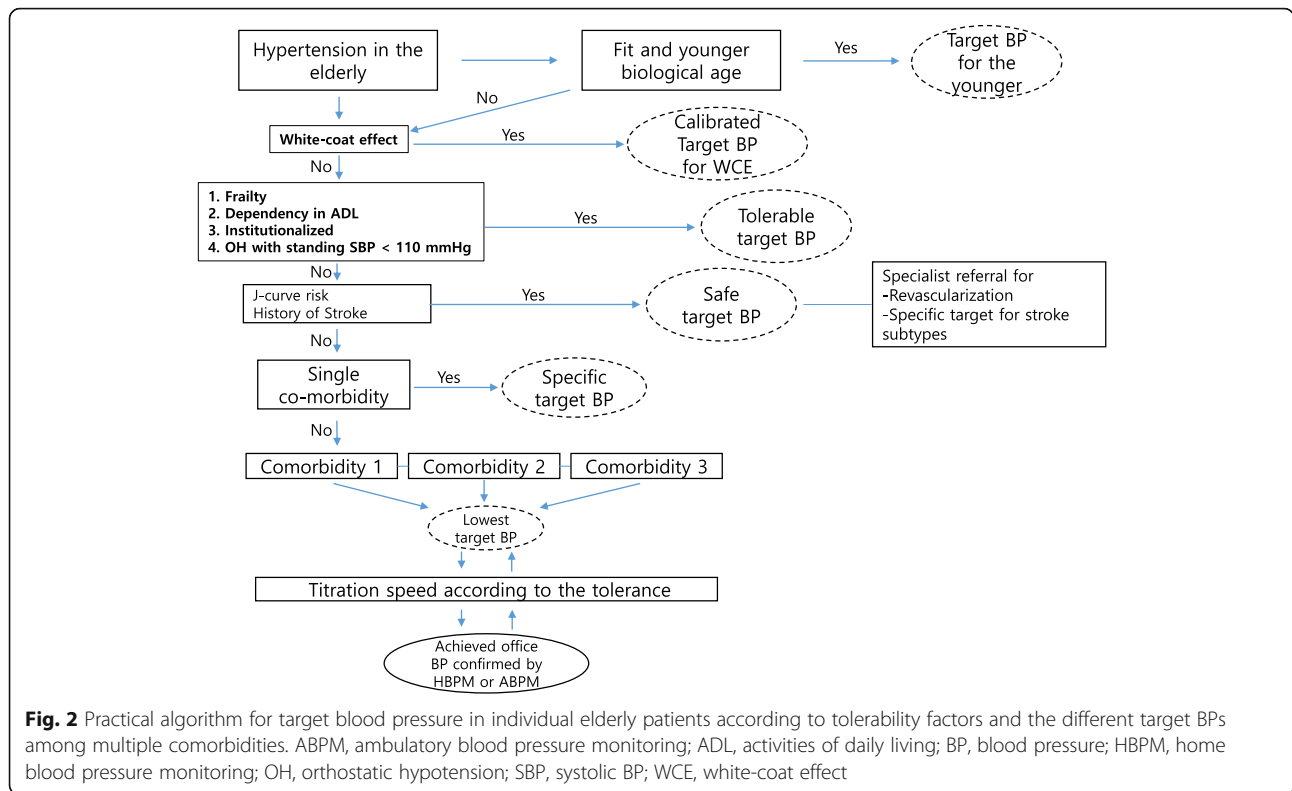 Hypertension in the
elderly
Fit and younger
biological age
Yes
Target BP
for the
younger
No
White-coat effect
Yes
Calibrated
Target BP
for WCE
No
1. Frailty
2. Dependency in ADL
3. Institutionalized
4. OH with standing SBP < 110 mmHg
Yes
Tolerable
target BP
No
J-curve risk
History of Stroke
Yes
Safe
target BP
Specialist referral for
-Revascularization
-Specific target for stroke
subtypes
No
Single
co-morbidity
Yes
Specific
target BP
No
Comorbidity 1
Comorbidity 2
Comorbidity 3
Lowest
target BP
Titration speed according to the tolerance
Achieved office
BP confirmed by
HBPM or ABPM
Fig. 2 Practical algorithm for target blood pressure in individual elderly patients according to tolerability factors and the different target BPs
among multiple comorbidities. ABPM, ambulatory blood pressure monitoring; ADL, activities of daily living; BP, blood pressure; HBPM, home
blood pressure monitoring; OH, orthostatic hypotension; SBP, systolic BP; WCE, white-coat effect